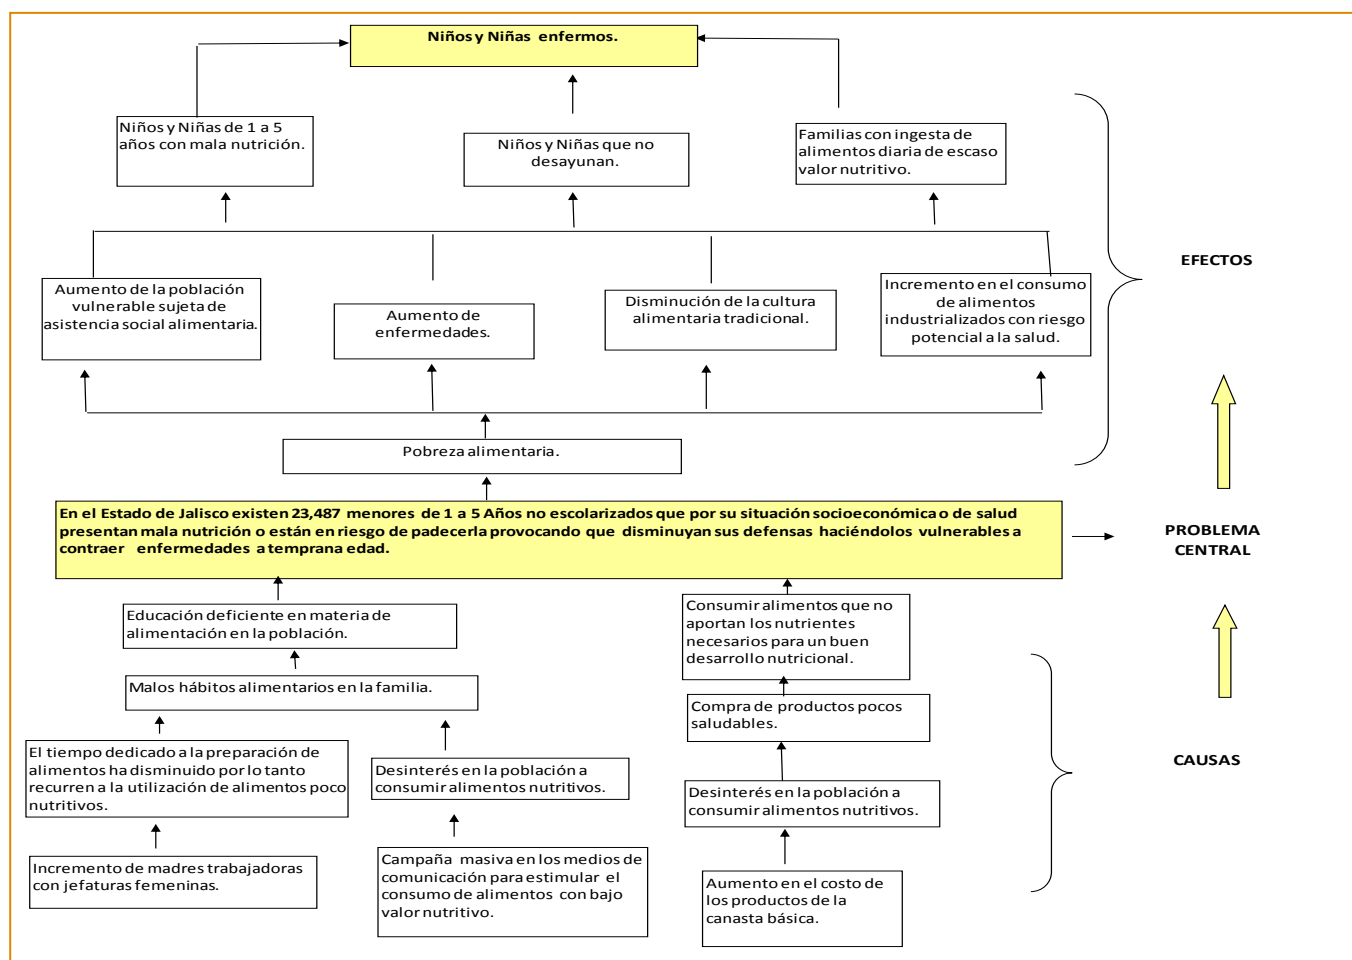 Niños y Niñas enfermos.
Niños y Niñas de 1 a 5
años con mala nutrición.
Niños y Niñas que no
desayunan.
Familias con ingesta de
alimentos diaria de escaso
valor nutritivo.
EFECTOS
Aumento de la población
vulnerable sujeta de
asistencia social alimentaria.
Aumento de
enfermedades.
Disminución de la cultura
alimentaria tradicional.
Incremento en el consumo
de alimentos
industrializados con riesgo
potencial a la salud.
Pobreza alimentaria.
En el Estado de Jalisco existen 23,487 menores de 1 a 5 Años no escolarizados que por su situación socioeconómica o de salud
presentan mala nutrición o están en riesgo de padecerla provocando que disminuyan sus defensas haciéndolos vulnerables a
contraer enfermedades a temprana edad.
PROBLEMA
CENTRAL
Educación deficiente en materia de
alimentación en la población.
Malos hábitos alimentarios en la familia.
El tiempo dedicado a la preparación de
alimentos ha disminuido por lo tanto
recurren a la utilización de alimentos poco
nutritivos.
Incremento de madres trabajadoras
con jefaturas femeninas.
Desinterés en la población a
consumir alimentos nutritivos.
Campaña masiva en los medios de
comunicación para estimular el
consumo de alimentos con bajo
valor nutritivo.
Consumir alimentos que no
aportan los nutrientes
necesarios para un buen
desarrollo nutricional.
Compra de productos pocos
saludables.
Desinterés en la población a
consumir alimentos nutritivos.
Aumento en el costo de
los productos de la
canasta básica.
CAUSAS